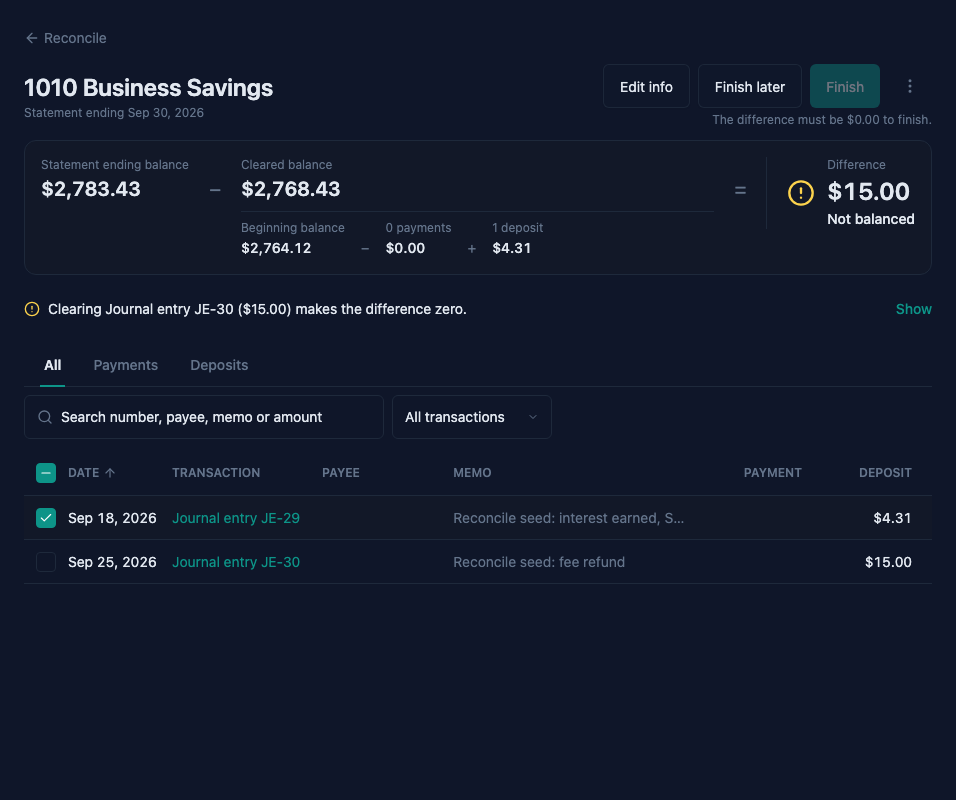 Reconcile
1010 Business Savings
Statement ending Sep 30, 2026
Edit info
Finish later
Finish
The difference must be $0.00 to finish.
Statement ending balance
$2,783.43
–
Cleared balance
$2,768.43
Beginning balance
$2,764.12
–
0 payments
$0.00
+
1 deposit
$4.31
=
Difference
$15.00
Not balanced
Clearing Journal entry JE-30 ($15.00) makes the difference zero.
Show
All Payments Deposits
Search number, payee, memo or amount
All transactions
DATE TRANSACTION PAYEE MEMO PAYMENT DEPOSIT
Sep 18, 2026 Journal entry JE-29 Reconcile seed: interest earned, S... $4.31
Sep 25, 2026 Journal entry JE-30 Reconcile seed: fee refund $15.00